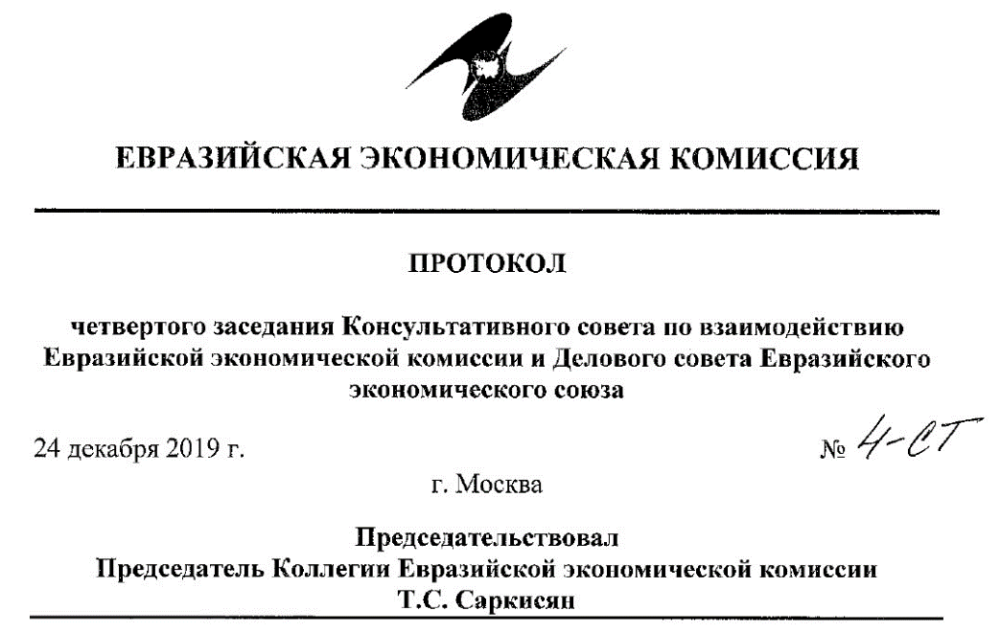 ЕВРАЗИЙСКАЯ ЭКОНОМИЧЕСКАЯ КОМИССИЯ
ПРОТОКОЛ
четвертого заседания Консультативного совета по взаимодействию
Евразийской экономической комиссии и Делового совета Евразийского
экономического союза
24 декабря 2019 г.
№ 4-СТ
г. Москва
Председательствовал
Председатель Коллегии Евразийской экономической комиссии
Т.С. Саркисян